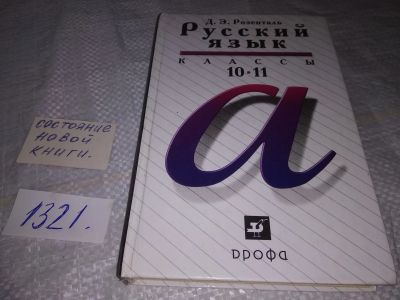 Д. Э. Розенталь
Русский
язык
КЛАССЫ
10•11
а
дрофа
состояние
новой
книги.
1321.